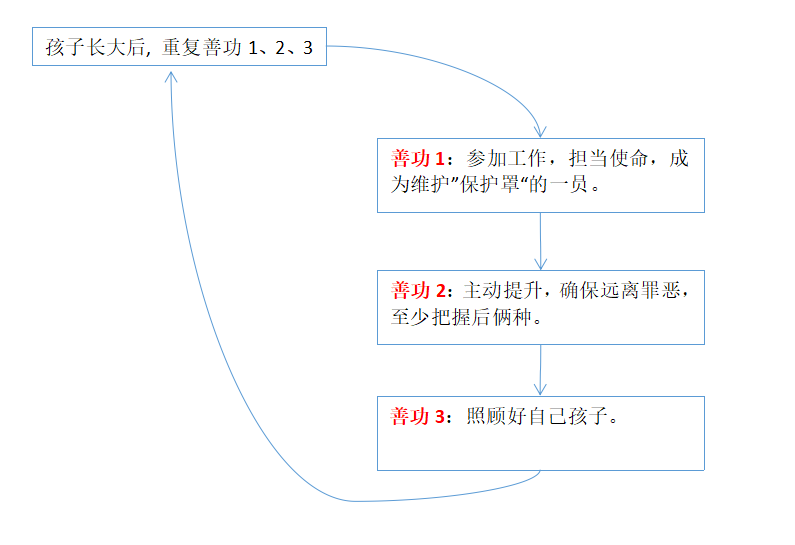 孩子长大后, 重复善功 1、2、3
善功 1：参加工作，担当使命，成
为维护”保护罩“的一员。
善功 2：主动提升，确保远离罪恶，
至少把握后俩种。
善功 3：照顾好自己孩子。